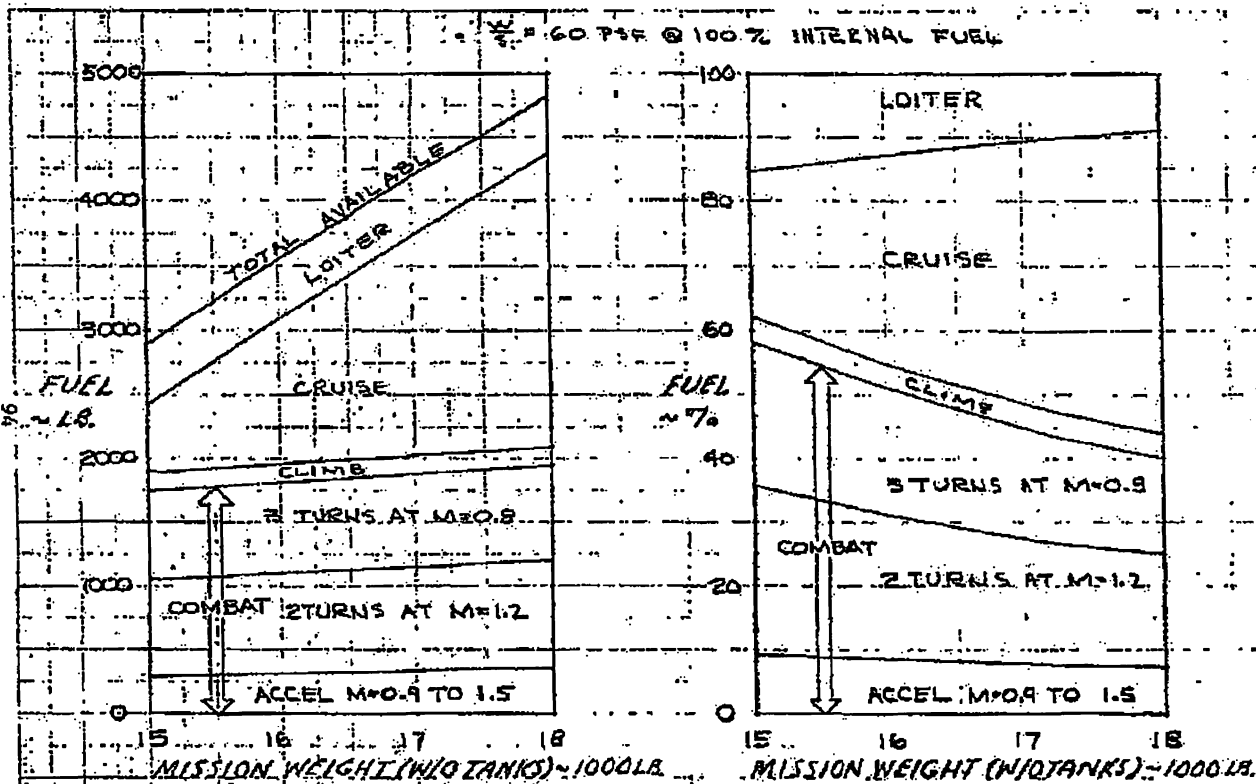 W/S = 60 PSF @ 100% INTERNAL FUEL
5000
4000
3000
2000
1000
0
FUEL
~ LB.
TOTAL AVAILABLE
LOITER
CRUISE
CLIMB
TURNS AT M=0.8
COMBAT
2 TURNS AT M=1.2
ACCEL M=0.9 TO 1.5
15 16 17 18
MISSION WEIGHT (W/O TANKS) ~ 1000 LB
100
80
60
40
20
0
FUEL
~ %
LOITER
CRUISE
CLIMB
TURNS AT M=0.9
COMBAT
2 TURNS AT M=1.2
ACCEL M=0.9 TO 1.5
15 16 17 18
MISSION WEIGHT (W/O TANKS) ~ 1000 LB